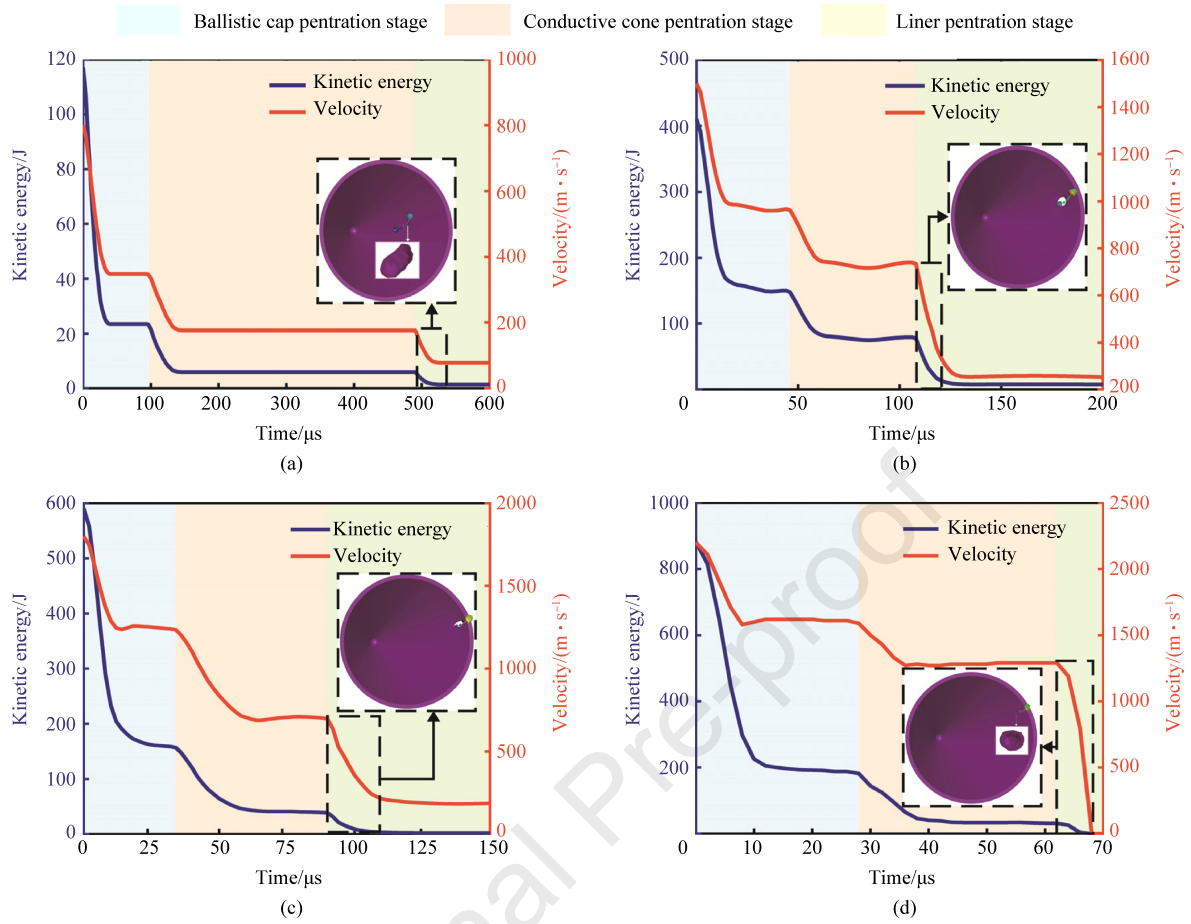 Ballistic cap pentration stage Conductive cone pentration stage Liner pentration stage
(a)
Kinetic energy/J
120
100
80
60
40
20
0
Kinetic energy
Velocity
1000
800
600
400
200
0
Velocity/(m • s⁻¹)
0 100 200 300 400 500 600
Time/μs
(a)
(b)
Kinetic energy/J
500
400
300
200
100
Kinetic energy
Velocity
1600
1400
1200
1000
800
600
400
200
Velocity/(m • s⁻¹)
0 50 100 150 200
Time/μs
(b)
Kinetic energy/J
600
500
400
300
200
100
0
Kinetic energy
Velocity
2000
1500
1000
500
0
Velocity/(m • s⁻¹)
0 25 50 75 100 125 150
Time/μs
(c)
Kinetic energy/J
1000
800
600
400
200
Kinetic energy
Velocity
2500
2000
1500
1000
500
0
Velocity/(m • s⁻¹)
0 10 20 30 40 50 60 70
Time/μs
(d)
nal Pre-proof